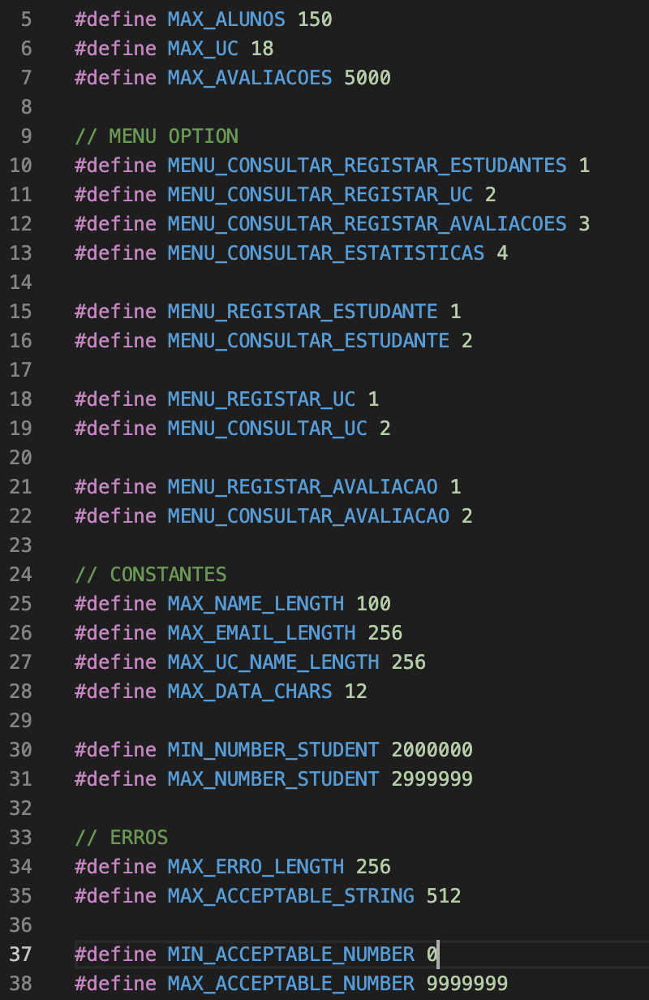 5 #define MAX_ALUNOS 150
6 #define MAX_UC 18
7 #define MAX_AVALIACOES 5000
8
9 // MENU OPTION
10 #define MENU_CONSULTAR_REGISTAR_ESTUDANTES 1
11 #define MENU_CONSULTAR_REGISTAR_UC 2
12 #define MENU_CONSULTAR_REGISTAR_AVALIACOES 3
13 #define MENU_CONSULTAR_ESTATISTICAS 4
14
15 #define MENU_REGISTAR_ESTUDANTE 1
16 #define MENU_CONSULTAR_ESTUDANTE 2
17
18 #define MENU_REGISTAR_UC 1
19 #define MENU_CONSULTAR_UC 2
20
21 #define MENU_REGISTAR_AVALIACAO 1
22 #define MENU_CONSULTAR_AVALIACAO 2
23
24 // CONSTANTES
25 #define MAX_NAME_LENGTH 100
26 #define MAX_EMAIL_LENGTH 256
27 #define MAX_UC_NAME_LENGTH 256
28 #define MAX_DATA_CHARS 12
29
30 #define MIN_NUMBER_STUDENT 2000000
31 #define MAX_NUMBER_STUDENT 2999999
32
33 // ERROS
34 #define MAX_ERRO_LENGTH 256
35 #define MAX_ACCEPTABLE_STRING 512
36
37 #define MIN_ACCEPTABLE_NUMBER 0
38 #define MAX_ACCEPTABLE_NUMBER 9999999